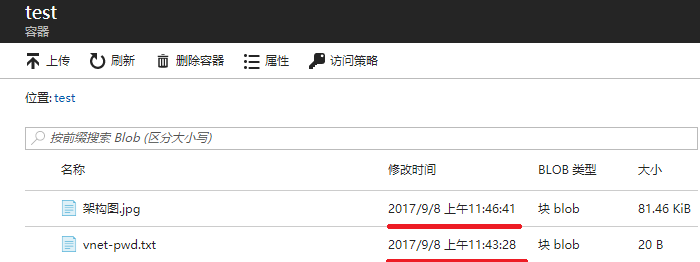 test
容器
上传 刷新 删除容器 属性 访问策略
位置: test
按前缀搜索 Blob (区分大小写)
名称 修改时间 BLOB 类型 大小
架构图.jpg 2017/9/8 上午11:46:41 块 blob 81.46 KiB
vnet-pwd.txt 2017/9/8 上午11:43:28 块 blob 20 B